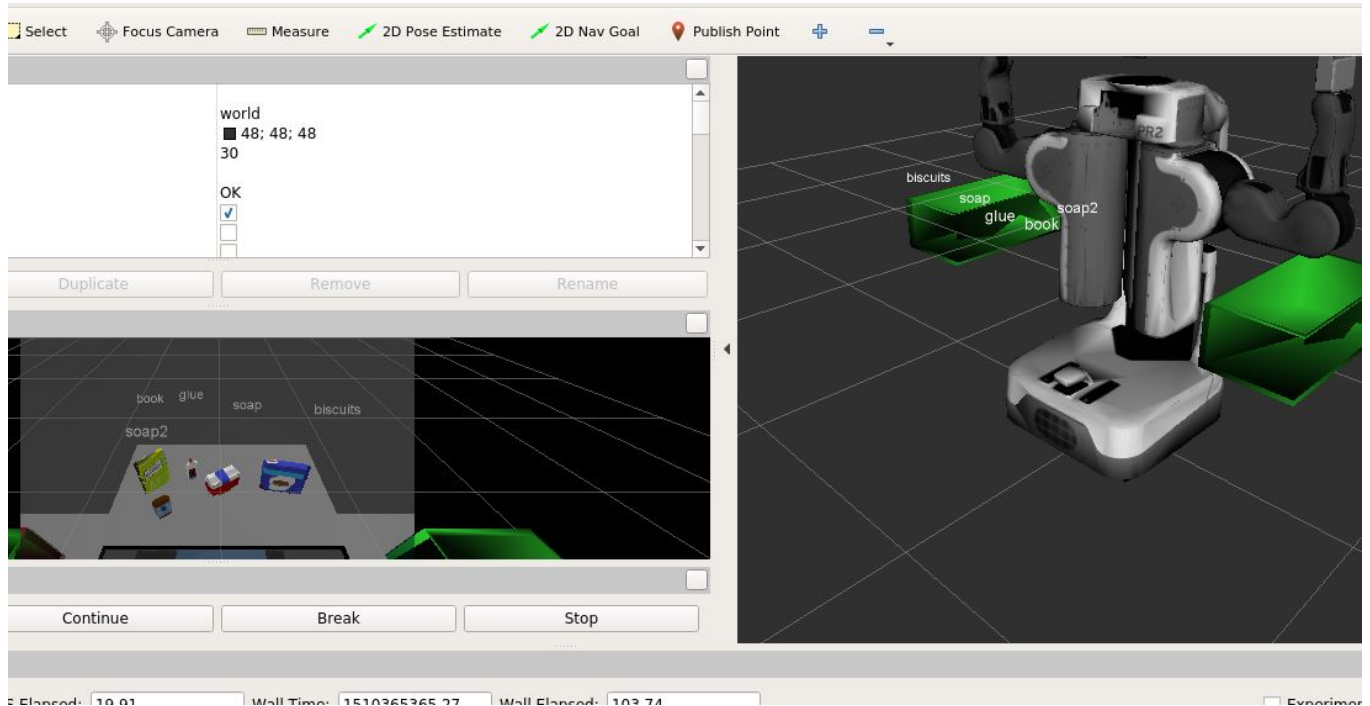 Select Focus Camera Measure 2D Pose Estimate 2D Nav Goal Publish Point
world
48; 48; 48
30
OK
Duplicate Remove Rename
book glue soap biscuits
soap2
Continue Break Stop
PR2
biscuits
soap
glue book soap2
Elapsed: 19.91 Wall Time: 1510365365.27 Wall Elapsed: 103.74 Experimen